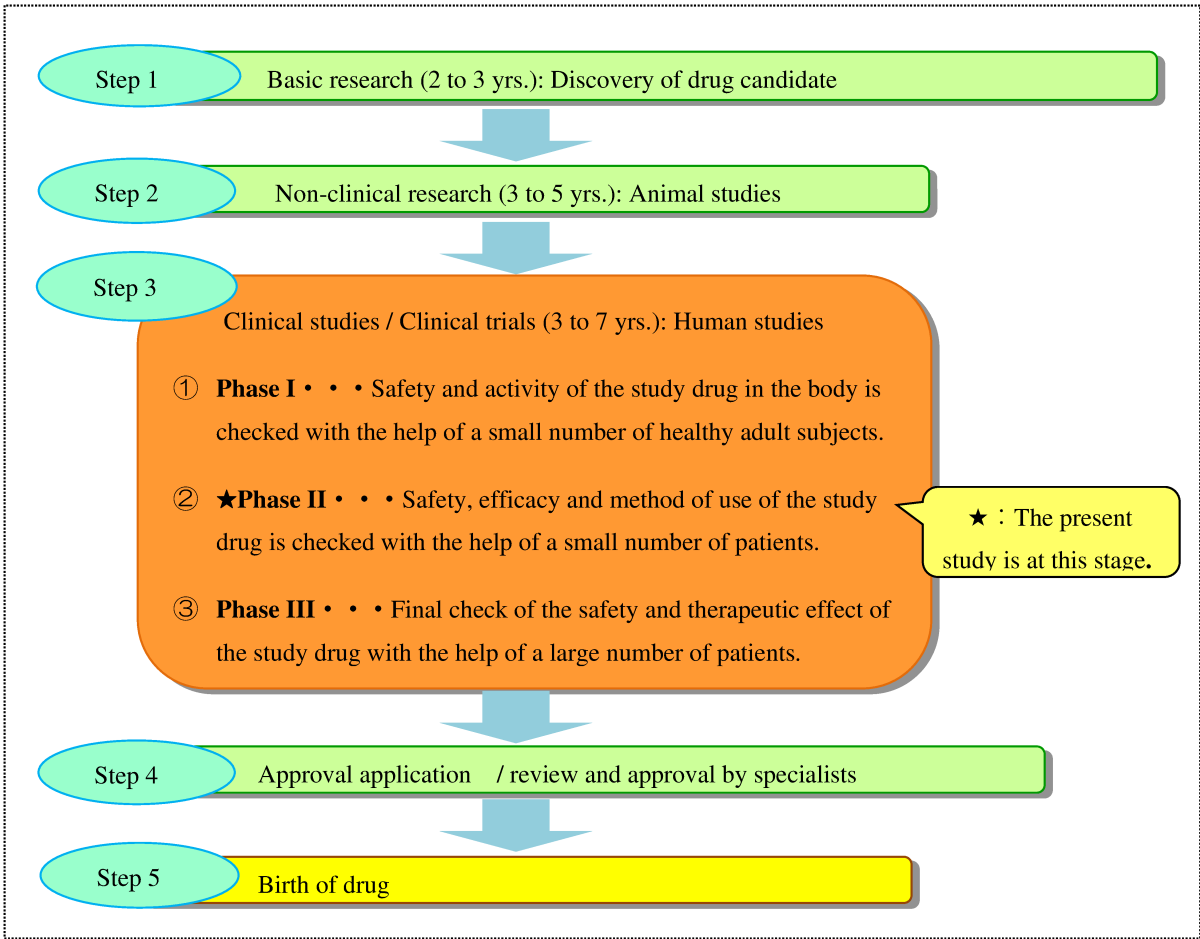 Step 1
Basic research (2 to 3 yrs.): Discovery of drug candidate
Step 2
Non-clinical research (3 to 5 yrs.): Animal studies
Step 3
Clinical studies / Clinical trials (3 to 7 yrs.): Human studies
① Phase I・・・Safety and activity of the study drug in the body is
checked with the help of a small number of healthy adult subjects.
② ★Phase II・・・Safety, efficacy and method of use of the study
drug is checked with the help of a small number of patients.
★：The present
study is at this stage.
③ Phase III・・・Final check of the safety and therapeutic effect of
the study drug with the help of a large number of patients.
Step 4
Approval application / review and approval by specialists
Step 5
Birth of drug